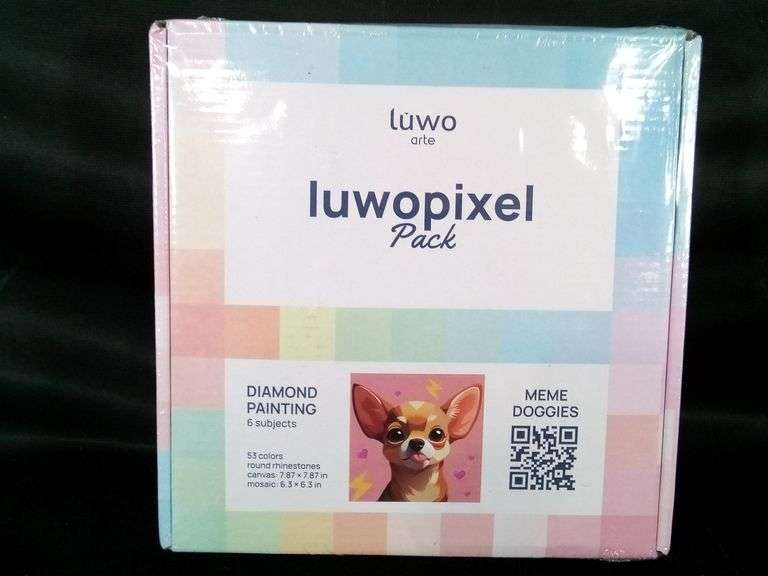 lŭwo
arte
luwopixel
Pack
DIAMOND
PAINTING
6 subjects
53 colors
round rhinestones
canvas: 7.87 × 7.87 in
mosaic: 6.3 × 6.3 in
MEME
DOGGIES